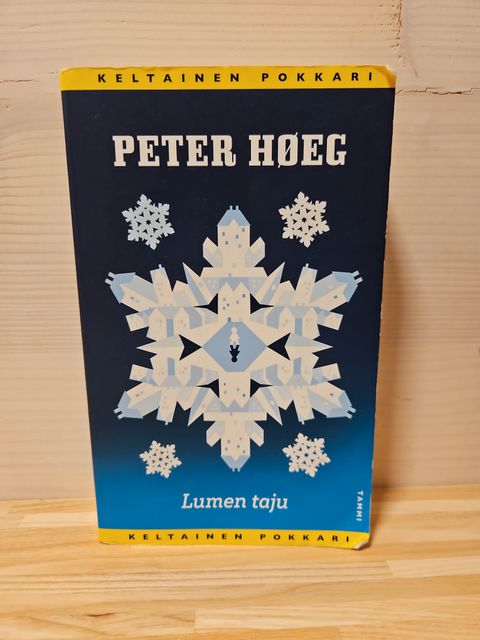 KELTAINEN POKKARI
PETER HØEG
Lumen taju
TAMMI
KELTAINEN POKKARI